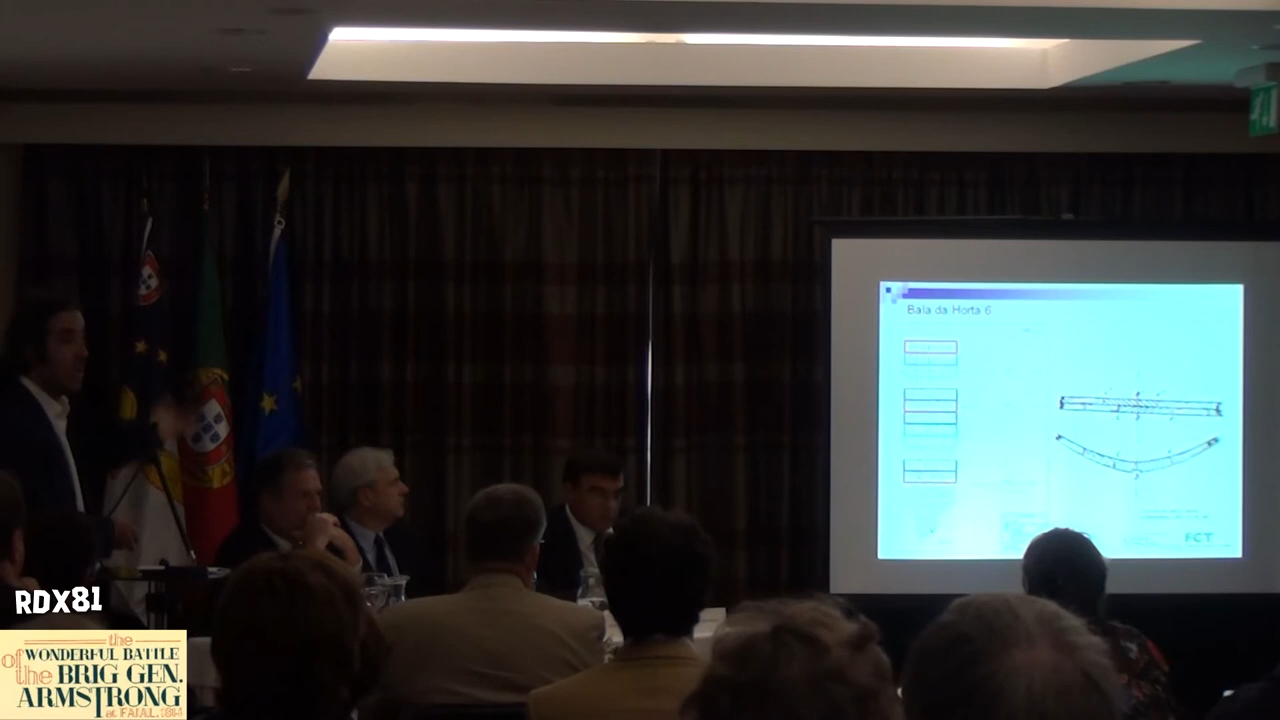 Bala da Horta 6
FCT
RDX81
the
WONDERFUL BATTLE
of the BRIG GEN.
ARMSTRONG
at FAIAL. 1814